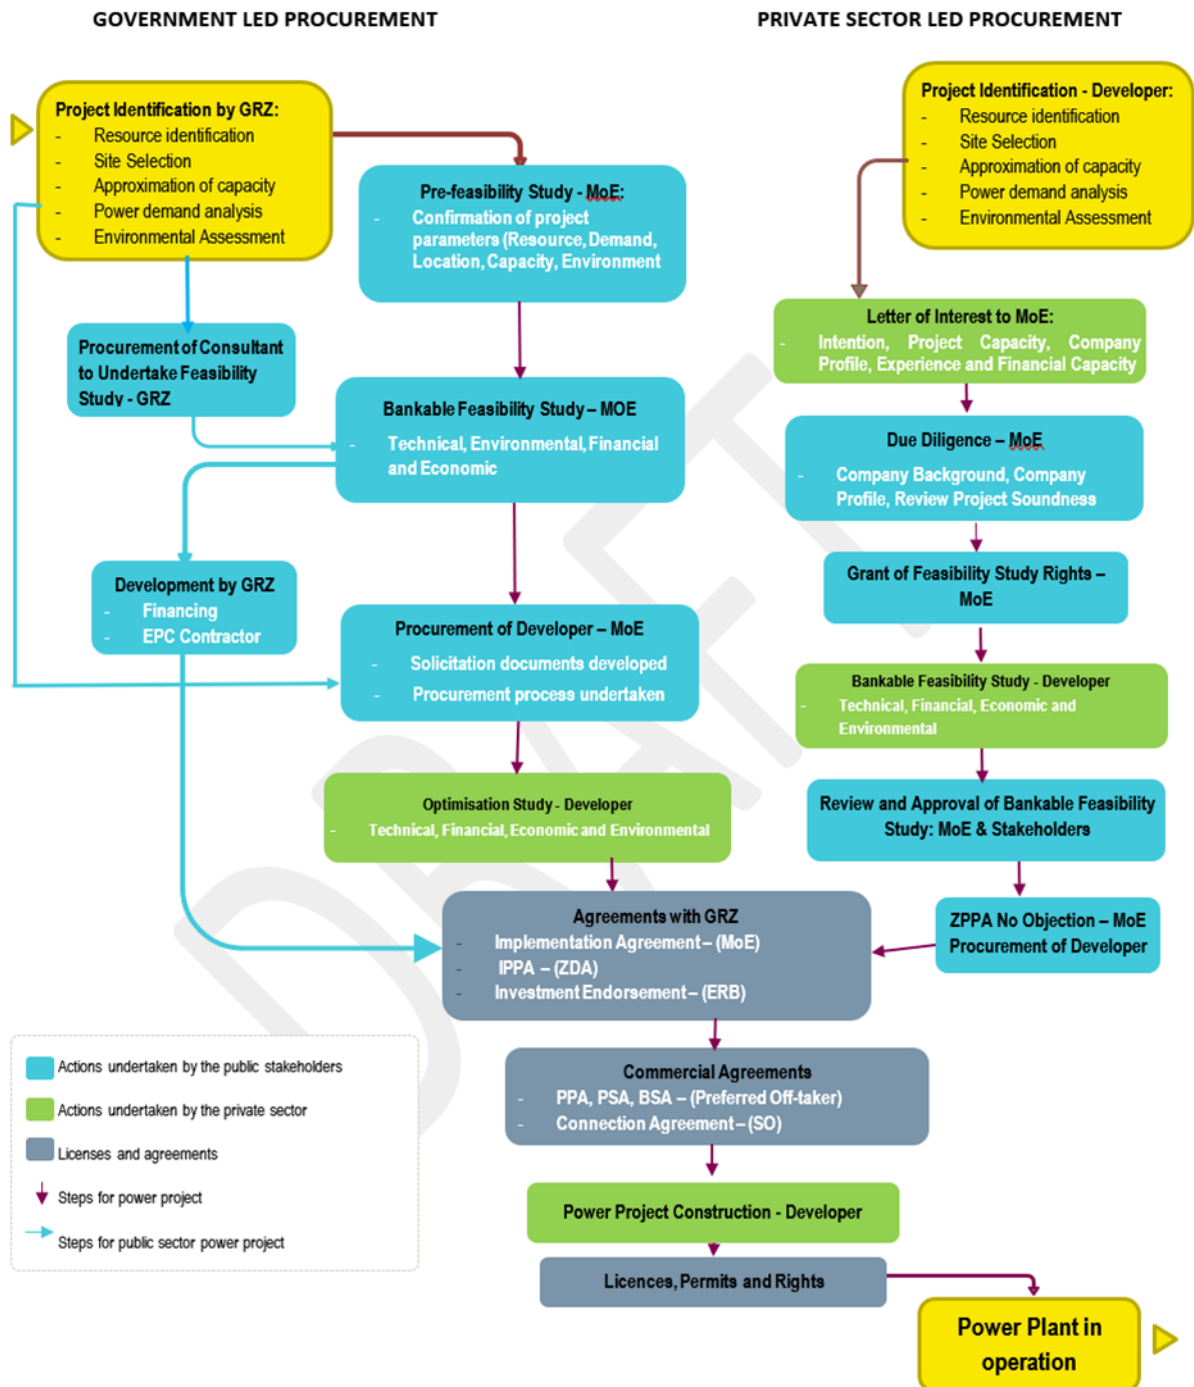 GOVERNMENT LED PROCUREMENT
PRIVATE SECTOR LED PROCUREMENT
Project Identification by GRZ:
- Resource identification
- Site Selection
- Approximation of capacity
- Power demand analysis
- Environmental Assessment
Project Identification - Developer:
- Resource identification
- Site Selection
- Approximation of capacity
- Power demand analysis
- Environmental Assessment
Pre-feasibility Study - MoE:
- Confirmation of project
parameters (Resource, Demand,
Location, Capacity, Environment
Letter of Interest to MoE:
- Intention, Project Capacity, Company
Profile, Experience and Financial Capacity
Procurement of Consultant
to Undertake Feasibility
Study - GRZ
Bankable Feasibility Study – MOE
- Technical, Environmental, Financial
and Economic
Due Diligence – MoE
- Company Background, Company
Profile, Review Project Soundness
Grant of Feasibility Study Rights –
MoE
Development by GRZ
- Financing
- EPC Contractor
Procurement of Developer – MoE
- Solicitation documents developed
- Procurement process undertaken
Bankable Feasibility Study - Developer
- Technical, Financial, Economic and
Environmental
Optimisation Study - Developer
- Technical, Financial, Economic and Environmental
Review and Approval of Bankable Feasibility
Study: MoE & Stakeholders
Agreements with GRZ
- Implementation Agreement – (MoE)
- IPPA – (ZDA)
- Investment Endorsement – (ERB)
ZPPA No Objection – MoE
Procurement of Developer
Commercial Agreements
- PPA, PSA, BSA – (Preferred Off-taker)
- Connection Agreement – (SO)
Power Project Construction - Developer
Licences, Permits and Rights
Power Plant in
operation
Actions undertaken by the public stakeholders
Actions undertaken by the private sector
Licenses and agreements
Steps for power project
Steps for public sector power project
DRAFT